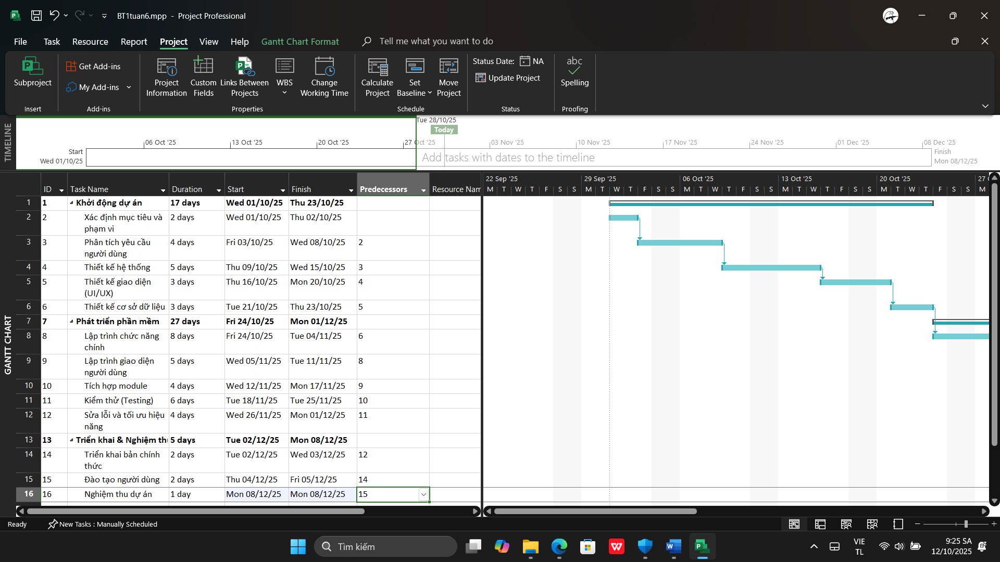 BT1tuan6.mpp - Project Professional
File Task Resource Report Project View Help Gantt Chart Format Tell me what you want to do
Subproject
Insert
Get Add-ins
My Add-ins
Add-ins
Project Information
Custom Fields
Links Between Projects
WBS
Change Working Time
Properties
Calculate Project
Set Baseline
Move Project
Schedule
Status Date: NA
Update Project
Status
abc
Spelling
Proofing
TIMELINE
Tue 28/10/25
Today
06 Oct '25 13 Oct '25 20 Oct '25 27 Oct '25 03 Nov '25 10 Nov '25 17 Nov '25 24 Nov '25 01 Dec '25 08 Dec '25
Start
Wed 01/10/25
Add tasks with dates to the timeline
Finish
Mon 08/12/25
GANTT CHART
ID Task Name Duration Start Finish Predecessors Resource Nam
22 Sep '25 29 Sep '25 06 Oct '25 13 Oct '25 20 Oct '25 27
M T W T F S S M T W T F S S M T W T F S S M T W T F S S M T W T F S S M
1 1 Khởi động dự án 17 days Wed 01/10/25 Thu 23/10/25
2 2 Xác định mục tiêu và phạm vi 2 days Wed 01/10/25 Thu 02/10/25
3 3 Phân tích yêu cầu người dùng 4 days Fri 03/10/25 Wed 08/10/25 2
4 4 Thiết kế hệ thống 5 days Thu 09/10/25 Wed 15/10/25 3
5 5 Thiết kế giao diện (UI/UX) 3 days Thu 16/10/25 Mon 20/10/25 4
6 6 Thiết kế cơ sở dữ liệu 3 days Tue 21/10/25 Thu 23/10/25 5
7 7 Phát triển phần mềm 27 days Fri 24/10/25 Mon 01/12/25
8 8 Lập trình chức năng chính 8 days Fri 24/10/25 Tue 04/11/25 6
9 9 Lập trình giao diện người dùng 5 days Wed 05/11/25 Tue 11/11/25 8
10 10 Tích hợp module 4 days Wed 12/11/25 Mon 17/11/25 9
11 11 Kiểm thử (Testing) 6 days Tue 18/11/25 Tue 25/11/25 10
12 12 Sửa lỗi và tối ưu hiệu năng 4 days Wed 26/11/25 Mon 01/12/25 11
13 13 Triển khai & Nghiệm th 5 days Tue 02/12/25 Mon 08/12/25
14 14 Triển khai bản chính thức 2 days Tue 02/12/25 Wed 03/12/25 12
15 15 Đào tạo người dùng 2 days Thu 04/12/25 Fri 05/12/25 14
16 16 Nghiệm thu dự án 1 day Mon 08/12/25 Mon 08/12/25 15
Ready New Tasks : Manually Scheduled
Tìm kiếm
VIE
TL
9:25 SA
12/10/2025